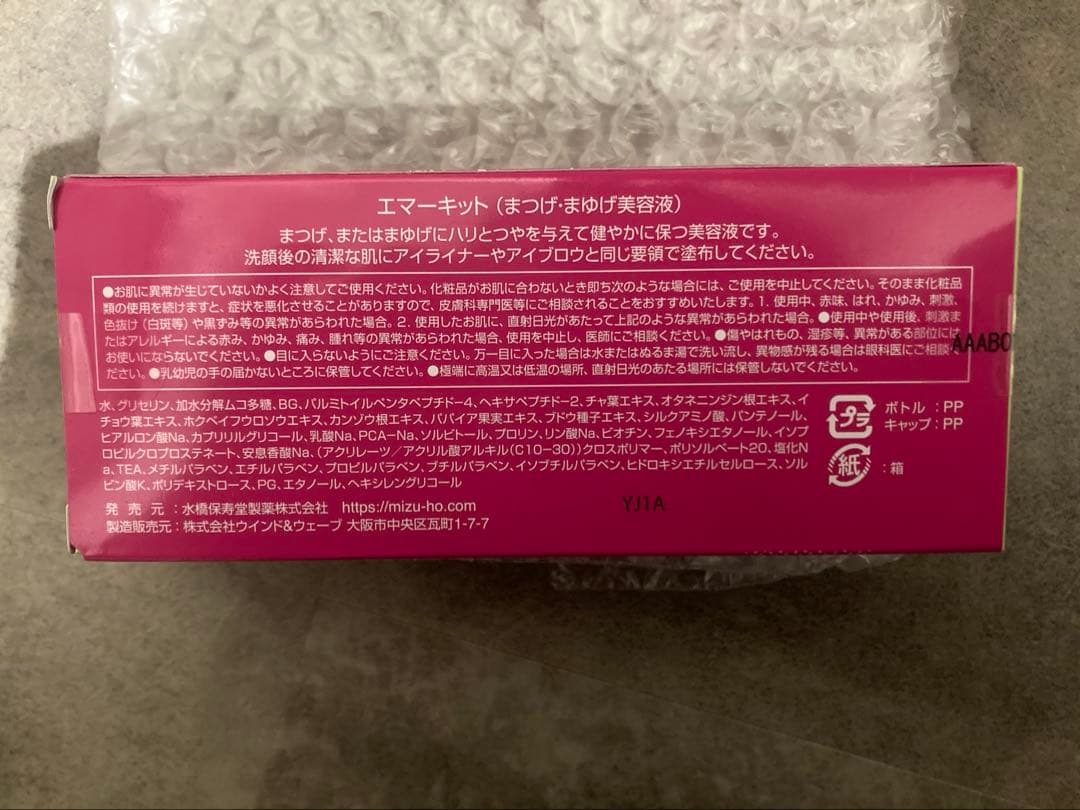 エマーキット(まつげ・まゆげ美容液)
まつげ、またはまゆげにハリとつやを与えて健やかに保つ美容液です。
洗顔後の清潔な肌にアイライナーやアイブロウと同じ要領で塗布してください。
●お肌に異常が生じていないかよく注意してご使用ください。化粧品がお肌に合わないとき即ち次のような場合には、ご使用を中止してください。そのまま化粧品
類の使用を続けますと、症状を悪化させることがありますので、皮膚科専門医等にご相談されることをおすすめいたします。1. 使用中、赤味、はれ、かゆみ、刺激、
色抜け(白斑等)や黒ずみ等の異常があらわれた場合。2. 使用したお肌に、直射日光があたって上記のような異常があらわれた場合。●使用中や使用後、刺激ま
たはアレルギーによる赤み、かゆみ、痛み、腫れ等の異常があらわれた場合、使用を中止し、医師にご相談ください。●傷やはれもの、湿疹等、異常がある部位には
お使いにならないでください。●目に入らないようにご注意ください。万一目に入った場合は水またはぬるま湯で洗い流し、異物感が残る場合は眼科医にご相談く
ださい。●乳幼児の手の届かないところに保管してください。●極端に高温又は低温の場所、直射日光のあたる場所には保管しないでください。
AAABO
水、グリセリン、加水分解ムコ多糖、BG、パルミトイルペンタペプチド-4、ヘキサペプチド-2、チャ葉エキス、オタネニンジン根エキス、イ
チョウ葉エキス、ホクベイフウロソウエキス、カンゾウ根エキス、パパイア果実エキス、ブドウ種子エキス、シルクアミノ酸、パンテノール、
ヒアルロン酸Na、カプリリルグリコール、乳酸Na、PCA-Na、ソルビトール、プロリン、リン酸Na、ビオチン、フェノキシエタノール、イソプ
ロピルクロプロステネート、安息香酸Na、(アクリレーツ/アクリル酸アルキル(C10-30))クロスポリマー、ポリソルベート20、塩化N
a、TEA、メチルパラベン、エチルパラベン、プロピルパラベン、ブチルパラベン、イソブチルパラベン、ヒドロキシエチルセルロース、ソル
ビン酸K、ポリデキストロース、PG、エタノール、ヘキシレングリコール
プラ
ボトル:PP
キャップ:PP
紙
:箱
発売元:水橋保寿堂製薬株式会社 https://mizu-ho.com
製造販売元:株式会社ウインド&ウェーブ 大阪市中央区瓦町1-7-7
YJ1A